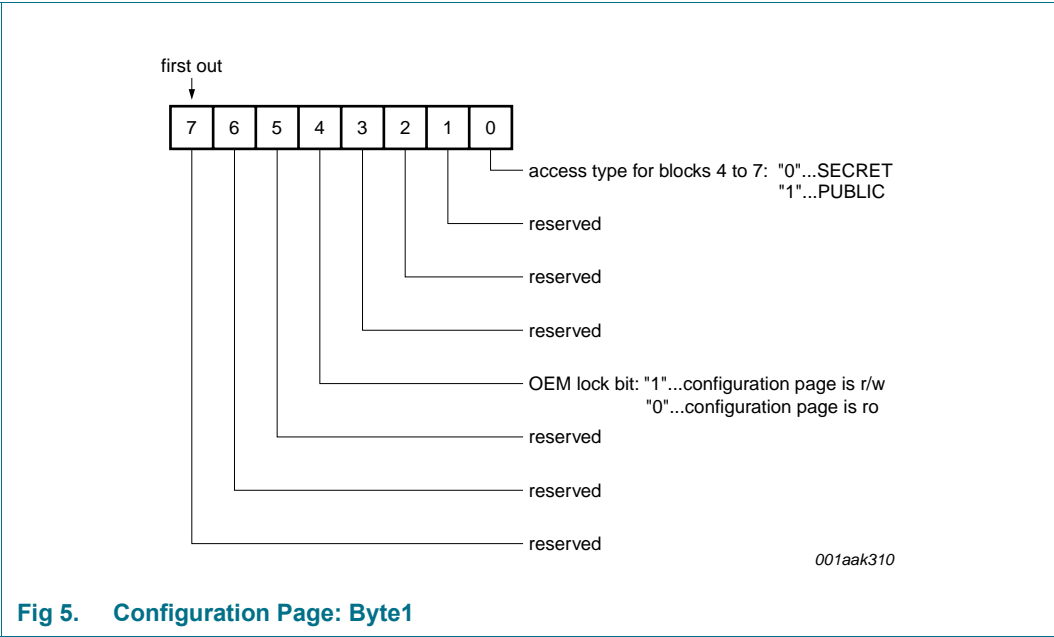 first out
7 6 5 4 3 2 1 0
access type for blocks 4 to 7: "0"...SECRET
"1"...PUBLIC
reserved
reserved
reserved
OEM lock bit: "1"...configuration page is r/w
"0"...configuration page is ro
reserved
reserved
reserved
001aak310
Fig 5. Configuration Page: Byte1